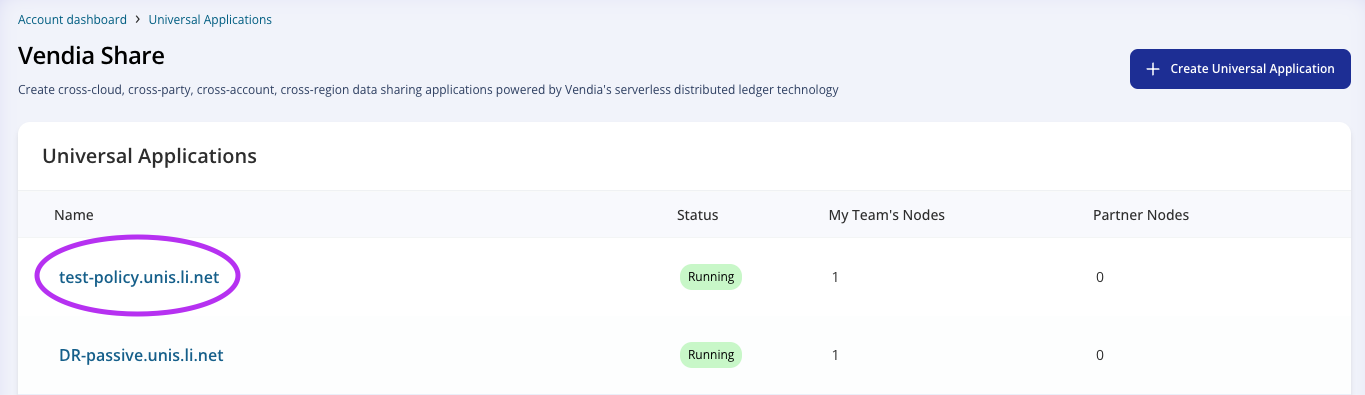 Account dashboard > Universal Applications
Vendia Share
+ Create Universal Application
Create cross-cloud, cross-party, cross-account, cross-region data sharing applications powered by Vendia's serverless distributed ledger technology
Universal Applications
Name Status My Team's Nodes Partner Nodes
test-policy.unis.li.net Running 1 0
DR-passive.unis.li.net Running 1 0